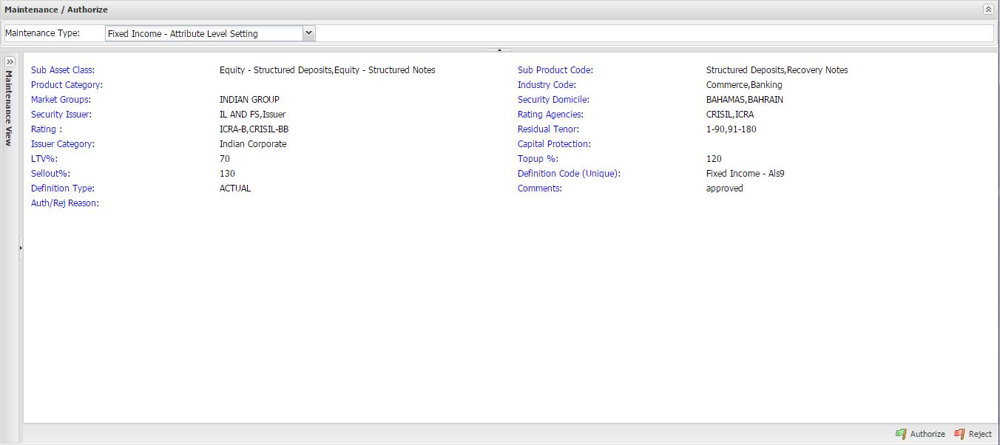 Maintenance / Authorize
Maintenance Type: Fixed Income - Attribute Level Setting
Maintenance View
Sub Asset Class: Equity - Structured Deposits,Equity - Structured Notes Sub Product Code: Structured Deposits,Recovery Notes
Product Category: Industry Code: Commerce,Banking
Market Groups: INDIAN GROUP Security Domicile: BAHAMAS,BAHRAIN
Security Issuer: IL AND FS,Issuer Rating Agencies: CRISIL,ICRA
Rating : ICRA-B,CRISIL-BB Residual Tenor: 1-90,91-180
Issuer Category: Indian Corporate Capital Protection:
LTV%: 70 Topup %: 120
Sellout%: 130 Definition Code (Unique): Fixed Income - Als9
Definition Type: ACTUAL Comments: approved
Auth/Rej Reason:
Authorize Reject